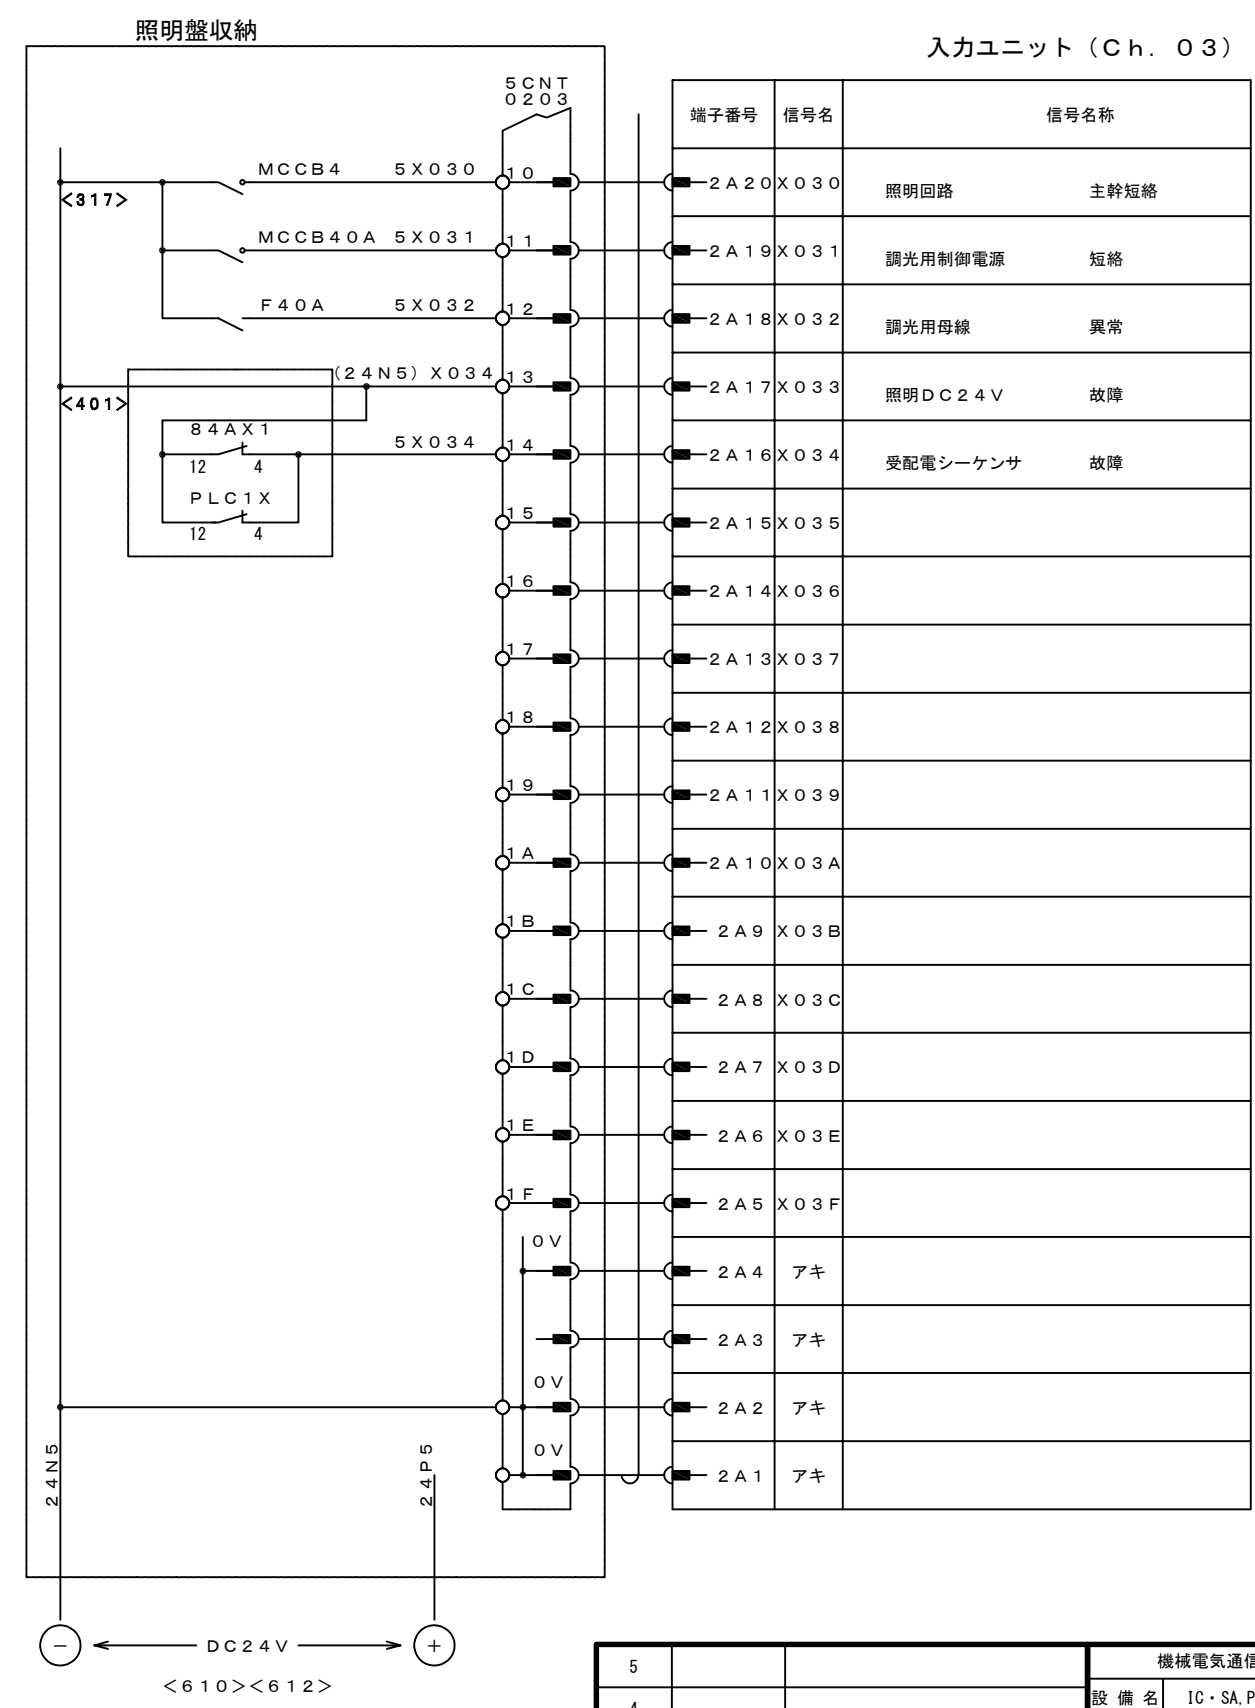 照明盤収納
入力ユニット（Ch. 03）
5CNT
0203
端子番号 信号名 信号名称
MCCB4 5X030 10 2A20 X030 照明回路 主幹短絡
<317>
MCCB40A 5X031 11 2A19 X031 調光用制御電源 短絡
F40A 5X032 12 2A18 X032 調光用母線 異常
(24N5) X034 13 2A17 X033 照明DC24V 故障
<401>
84AX1 5X034 14 2A16 X034 受配電シーケンサ 故障
12 4
PLC1X
12 4
15 2A15 X035
16 2A14 X036
17 2A13 X037
18 2A12 X038
19 2A11 X039
1A 2A10 X03A
1B 2A9 X03B
1C 2A8 X03C
1D 2A7 X03D
1E 2A6 X03E
1F 2A5 X03F
0V
2A4 アキ
2A3 アキ
0V
2A2 アキ
0V
2A1 アキ
24N5
24P5
− DC24V +
<610><612>
5
機械電気通信
設備名 IC・SA,P
4